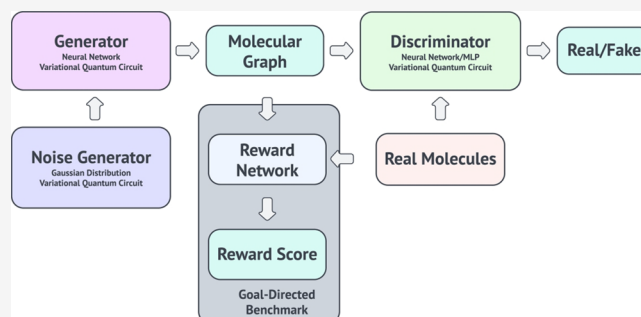 Generator
Neural Network
Variational Quantum Circuit
Molecular
Graph
Discriminator
Neural Network/MLP
Variational Quantum Circuit
Real/Fake
Noise Generator
Gaussian Distribution
Variational Quantum Circuit
Reward
Network
Real Molecules
Reward Score
Goal-Directed
Benchmark